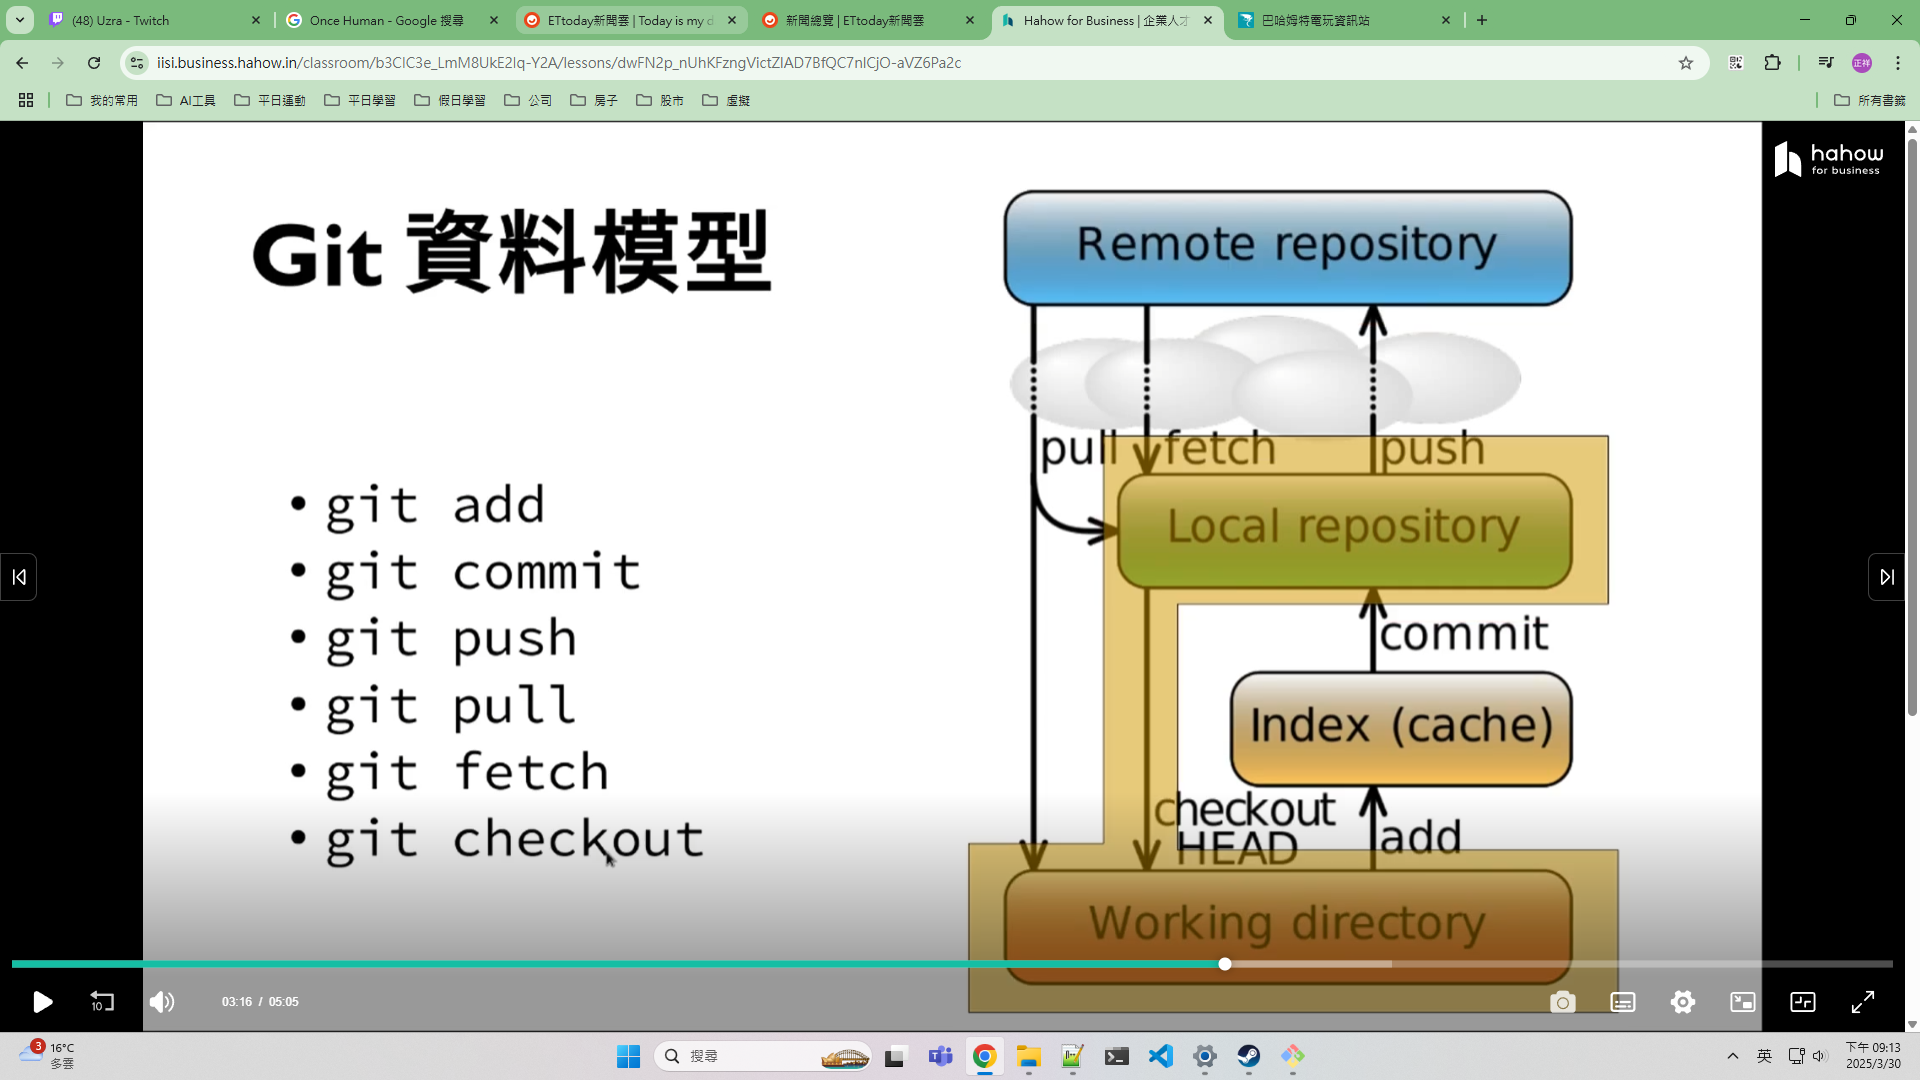 (48) Uzra - Twitch
Once Human - Google 搜尋
ETtoday新聞雲 | Today is my d
新聞總覽 | ETtoday新聞雲
Hahow for Business | 企業人才
巴哈姆特電玩資訊站
iisi.business.hahow.in/classroom/b3CIC3e_LmM8UkE2lq-Y2A/lessons/dwFN2p_nUhKFzngVictZIAD7BfQC7nlCjO-aVZ6Pa2c
正祥
我的常用
AI工具
平日運動
平日學習
假日學習
公司
房子
股市
虛擬
所有書籤
hahow
for business
Git 資料模型
• git add
• git commit
• git push
• git pull
• git fetch
• git checkout
Remote repository
pull
fetch
push
Local repository
commit
Index (cache)
checkout
HEAD
add
Working directory
10
03:16 / 05:05
3
16°C
多雲
搜尋
英
下午 09:13
2025/3/30